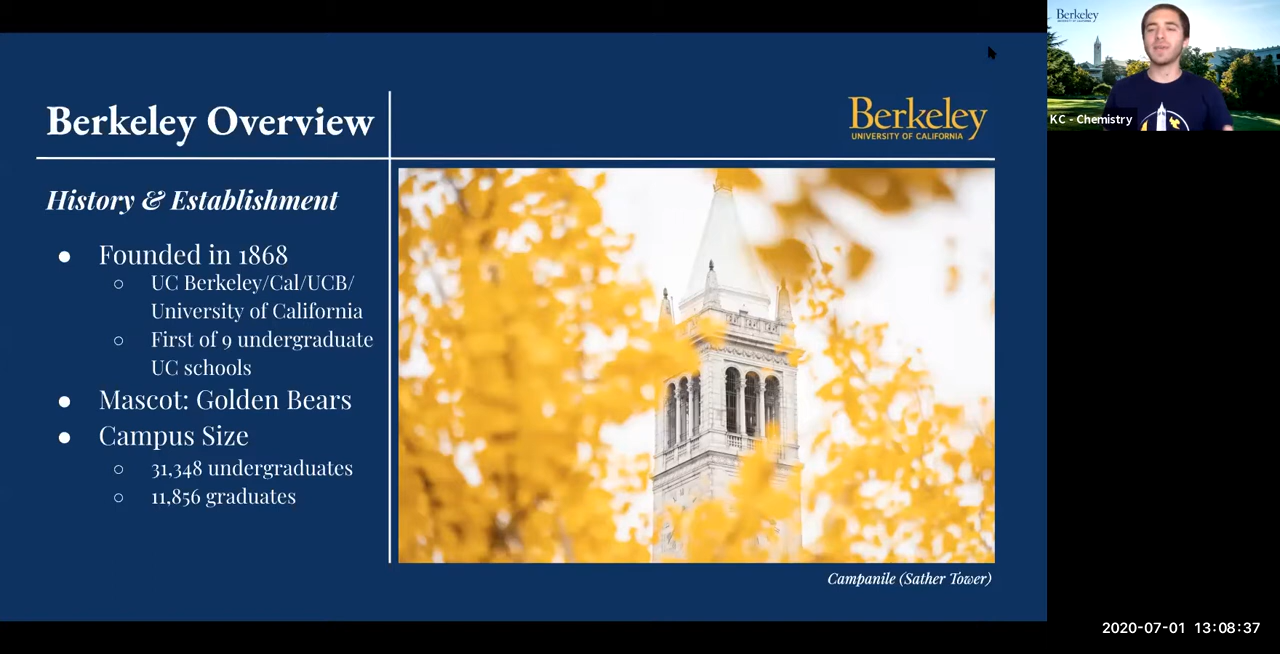 Berkeley Overview
Berkeley
UNIVERSITY OF CALIFORNIA
History & Establishment
● Founded in 1868
○ UC Berkeley/Cal/UCB/
University of California
○ First of 9 undergraduate
UC schools
● Mascot: Golden Bears
● Campus Size
○ 31,348 undergraduates
○ 11,856 graduates
Campanile (Sather Tower)
Berkeley
KC - Chemistry
2020-07-01 13:08:37